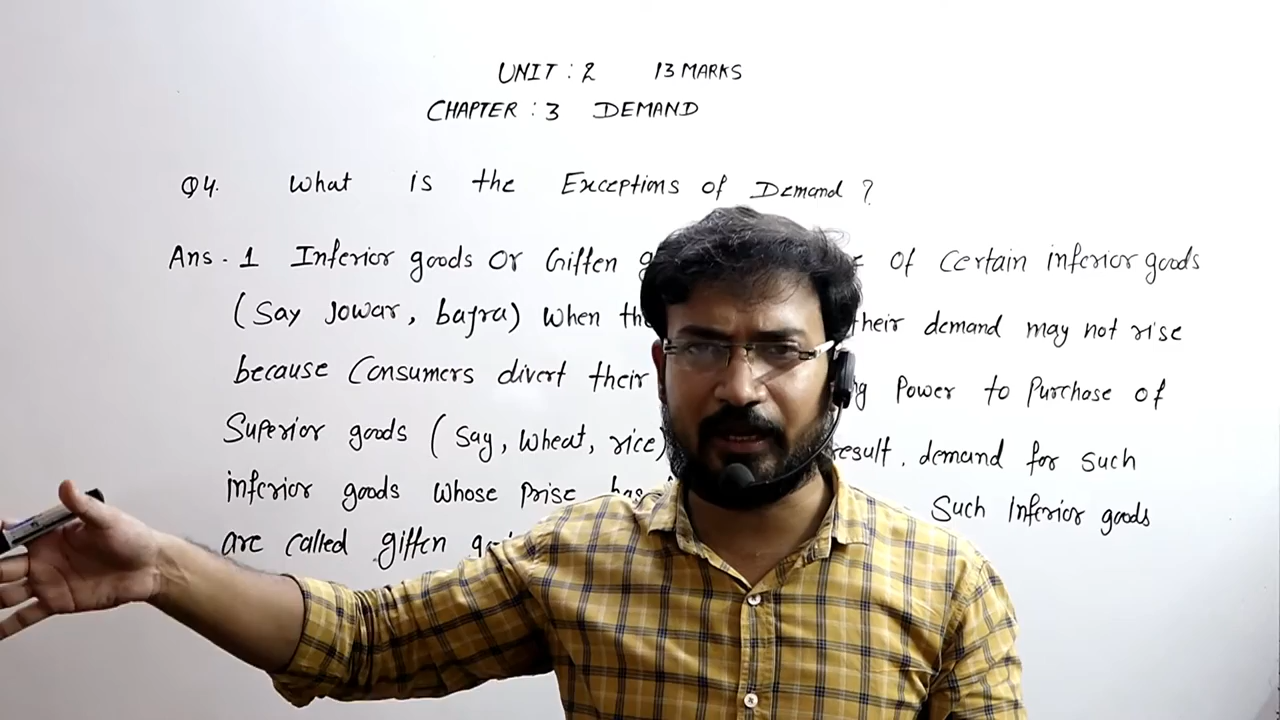 UNIT : 2 13 MARKS
CHAPTER : 3 DEMAND
Q4. What is the Exceptions of Demand ?
Ans. 1 Inferior goods or Giffen of Certain inferior goods
(Say Jowar, bajra) When their demand may not rise
because Consumers divert their Power to Purchase of
Superior goods (Say, Wheat, rice) result. demand for such
inferior goods whose prise has Such Inferior goods
are called giffen